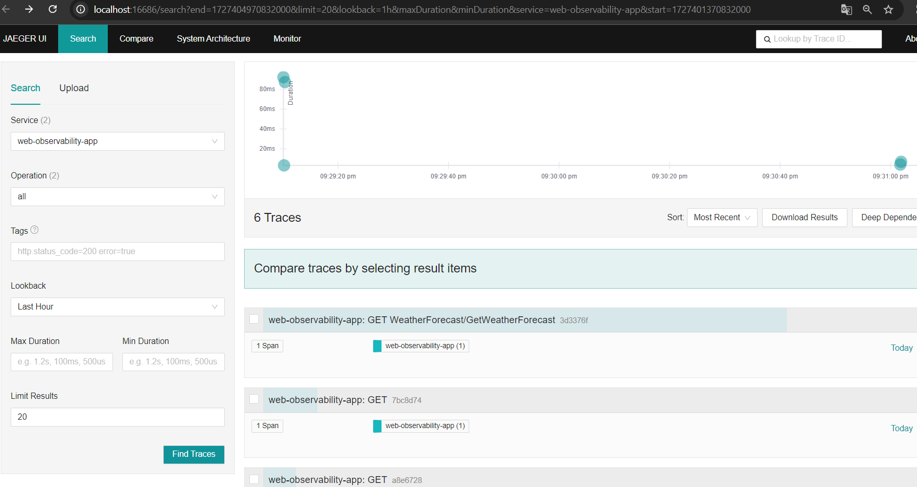 localhost:16686/search?end=1727404970832000&limit=20&lookback=1h&maxDuration&minDuration&service=web-observability-app&start=1727401370832000
JAEGER UI Search Compare System Architecture Monitor Lookup by Trace ID...
Search Upload
Service (2)
web-observability-app
Operation (2)
all
Tags
http.status_code=200 error=true
Lookback
Last Hour
Max Duration Min Duration
e.g. 1.2s, 100ms, 500us e.g. 1.2s, 100ms, 500us
Limit Results
20
Find Traces
Duration
80ms
60ms
40ms
20ms
09:29:20 pm 09:29:40 pm 09:30:00 pm 09:30:20 pm 09:30:40 pm 09:31:00 pm
6 Traces Sort: Most Recent Download Results Deep Depende
Compare traces by selecting result items
web-observability-app: GET WeatherForecast/GetWeatherForecast 3d3376f
1 Span web-observability-app (1) Today
web-observability-app: GET 7bc8d74
1 Span web-observability-app (1) Today
web-observability-app: GET a8e6728